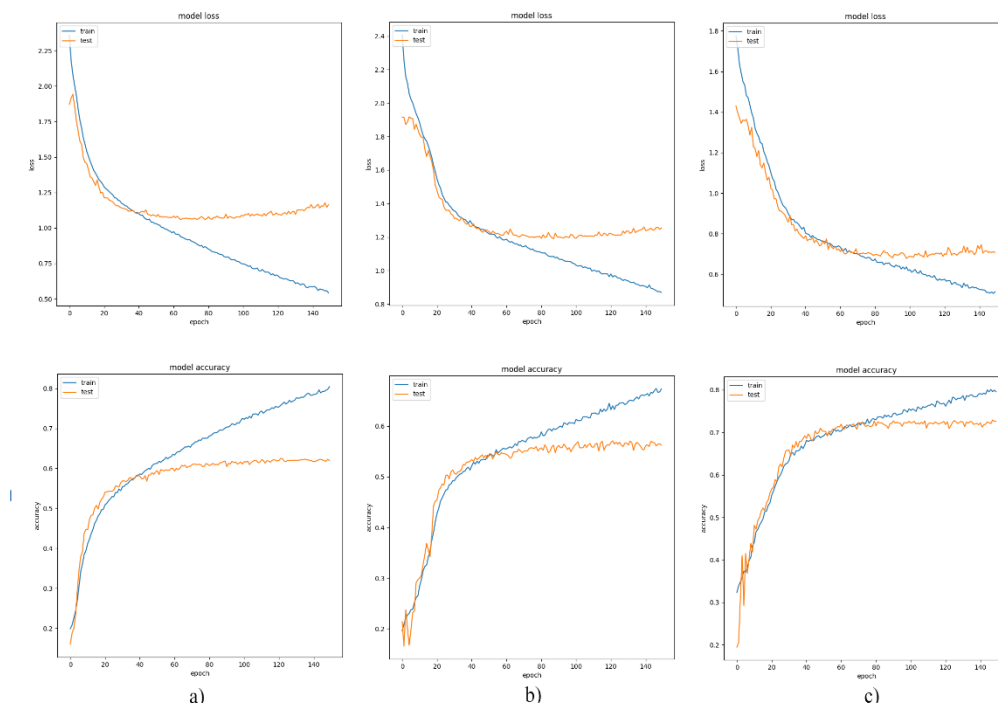 model loss
train
test
2.25
2.00
1.75
1.50
1.25
1.00
0.75
0.50
loss
0 20 40 60 80 100 120 140
epoch
model loss
train
test
2.4
2.2
2.0
1.8
1.6
1.4
1.2
1.0
0.8
loss
0 20 40 60 80 100 120 140
epoch
model loss
train
test
1.8
1.6
1.4
1.2
1.0
0.8
0.6
loss
0 20 40 60 80 100 120 140
epoch
model accuracy
train
test
0.8
0.7
0.6
0.5
0.4
0.3
0.2
accuracy
0 20 40 60 80 100 120 140
epoch
model accuracy
train
test
0.6
0.5
0.4
0.3
0.2
accuracy
0 20 40 60 80 100 120 140
epoch
model accuracy
train
test
0.8
0.7
0.6
0.5
0.4
0.3
0.2
accuracy
0 20 40 60 80 100 120 140
epoch
a) b) c)